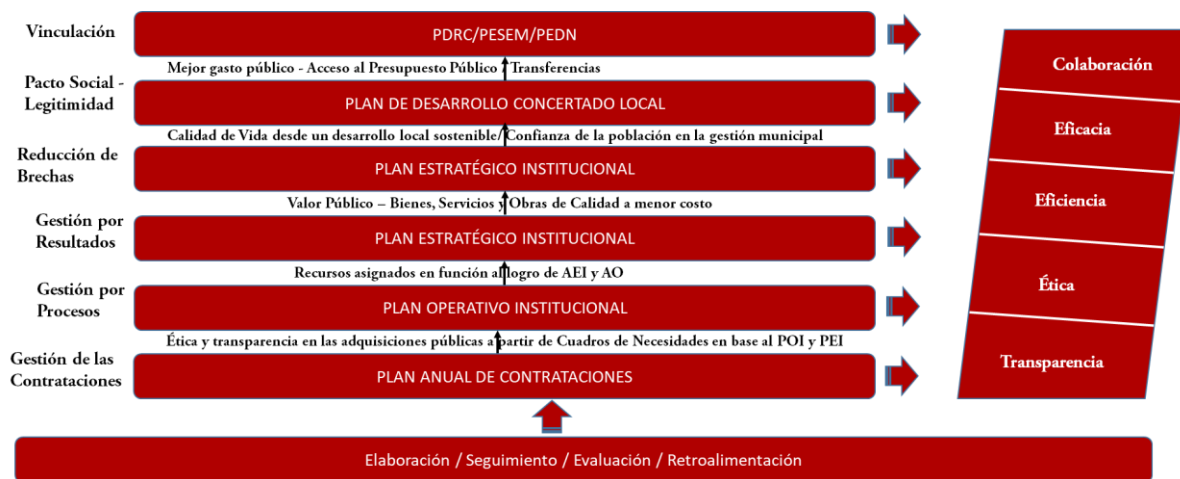 Vinculación
PDRC/PESEM/PEDN
Mejor gasto público - Acceso al Presupuesto Público / Transferencias
Pacto Social -
Legitimidad
PLAN DE DESARROLLO CONCERTADO LOCAL
Calidad de Vida desde un desarrollo local sostenible/ Confianza de la población en la gestión municipal
Reducción de
Brechas
PLAN ESTRATÉGICO INSTITUCIONAL
Valor Público – Bienes, Servicios y Obras de Calidad a menor costo
Gestión por
Resultados
PLAN ESTRATÉGICO INSTITUCIONAL
Recursos asignados en función al logro de AEI y AO
Gestión por
Procesos
PLAN OPERATIVO INSTITUCIONAL
Ética y transparencia en las adquisiciones públicas a partir de Cuadros de Necesidades en base al POI y PEI
Gestión de las
Contrataciones
PLAN ANUAL DE CONTRATACIONES
Colaboración
Eficacia
Eficiencia
Ética
Transparencia
Elaboración / Seguimiento / Evaluación / Retroalimentación